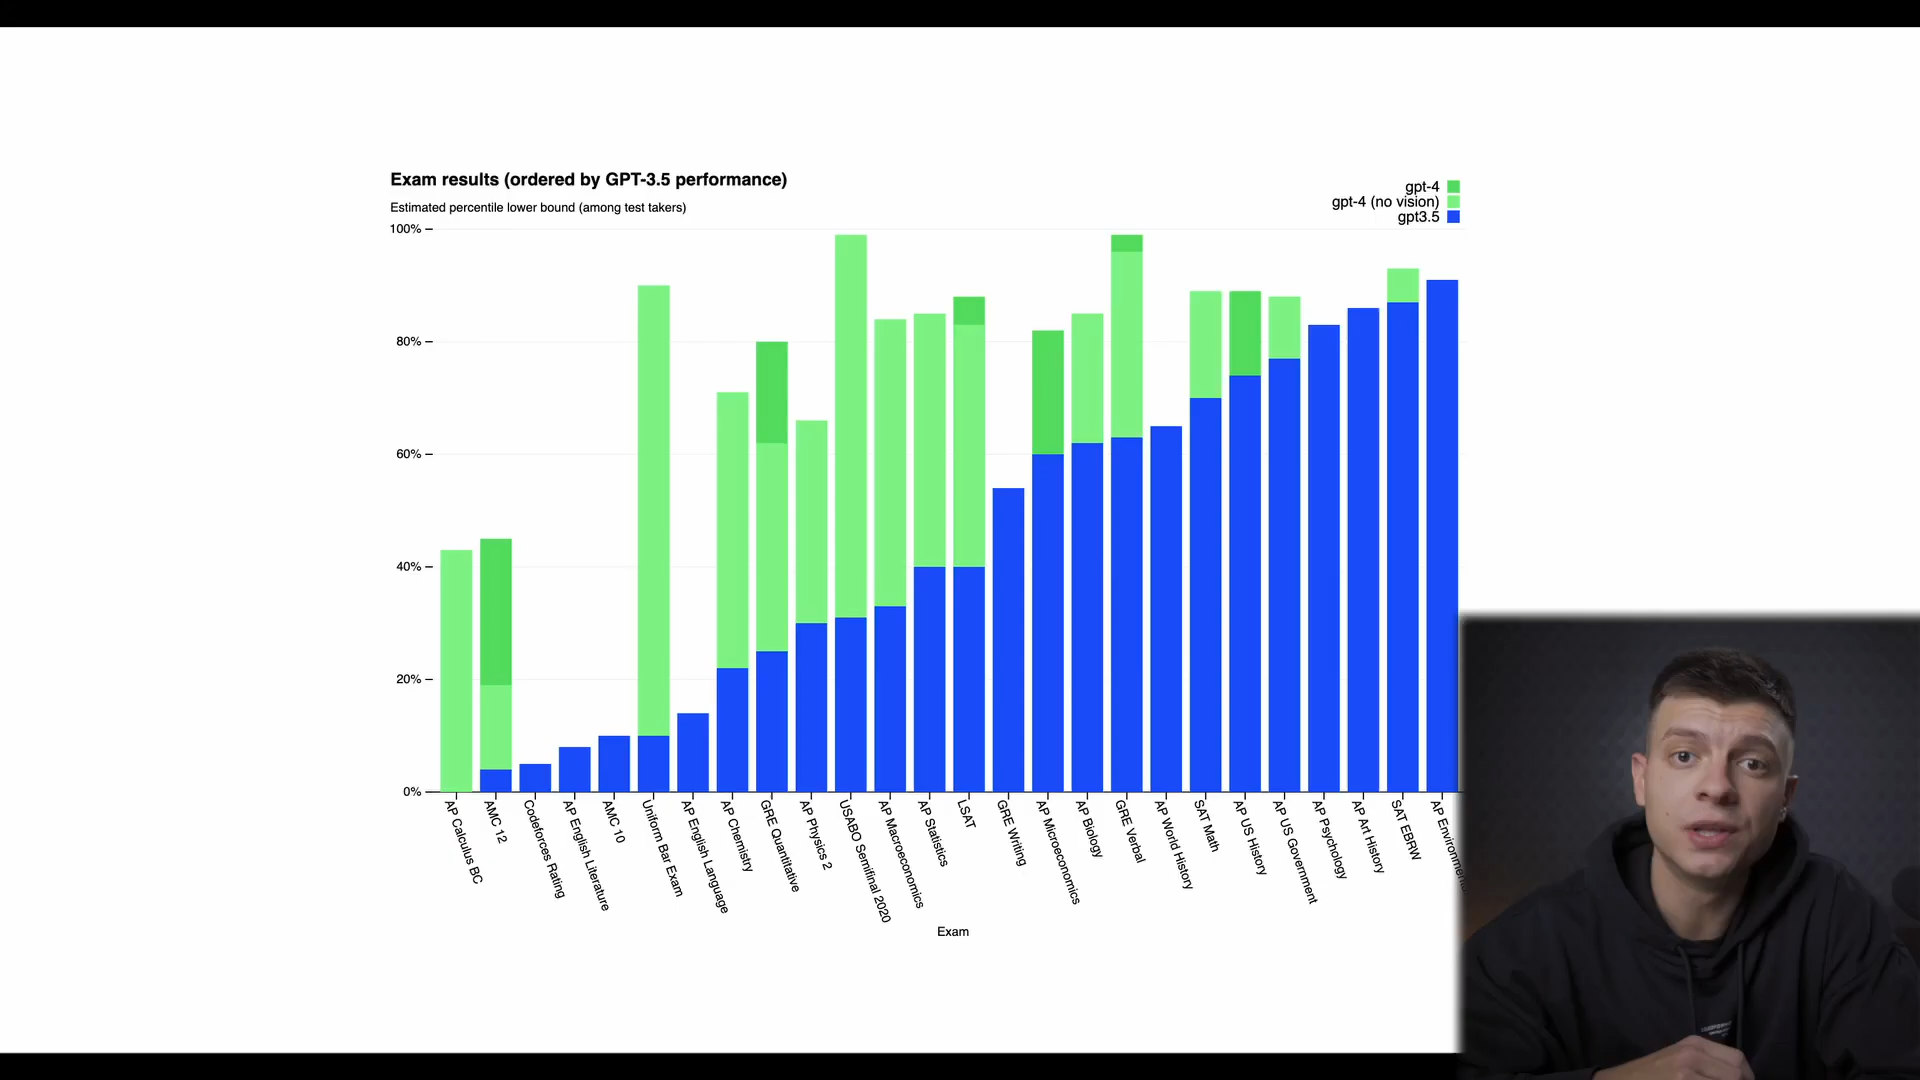 Exam results (ordered by GPT-3.5 performance)
Estimated percentile lower bound (among test takers)
gpt-4
gpt-4 (no vision)
gpt3.5
100%
80%
60%
40%
20%
0%
AP Calculus BC
AMC 12
Codeforces Rating
AP English Literature
AMC 10
Uniform Bar Exam
AP English Language
AP Chemistry
GRE Quantitative
AP Physics 2
USABO Semifinal 2020
AP Macroeconomics
AP Statistics
LSAT
GRE Writing
AP Microeconomics
AP Biology
GRE Verbal
AP World History
SAT Math
AP US History
AP US Government
AP Psychology
AP Art History
SAT EBRW
AP Environme
Exam